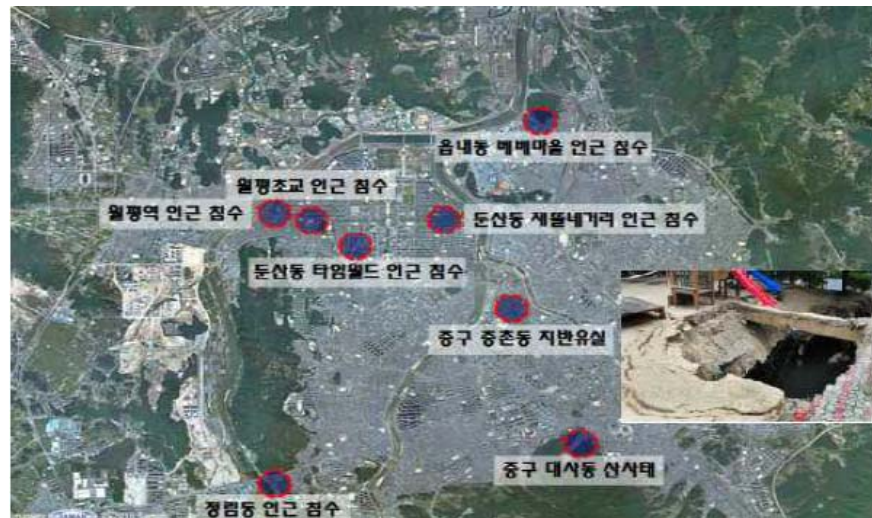 읍내동 메베마을 인근 침수
월평초교 인근 침수
월평역 인근 침수
둔산동 재뜰네거리 인근 침수
둔산동 타임월드 인근 침수
중구 중촌동 지반유실
중구 대사동 산사태
정림동 인근 침수